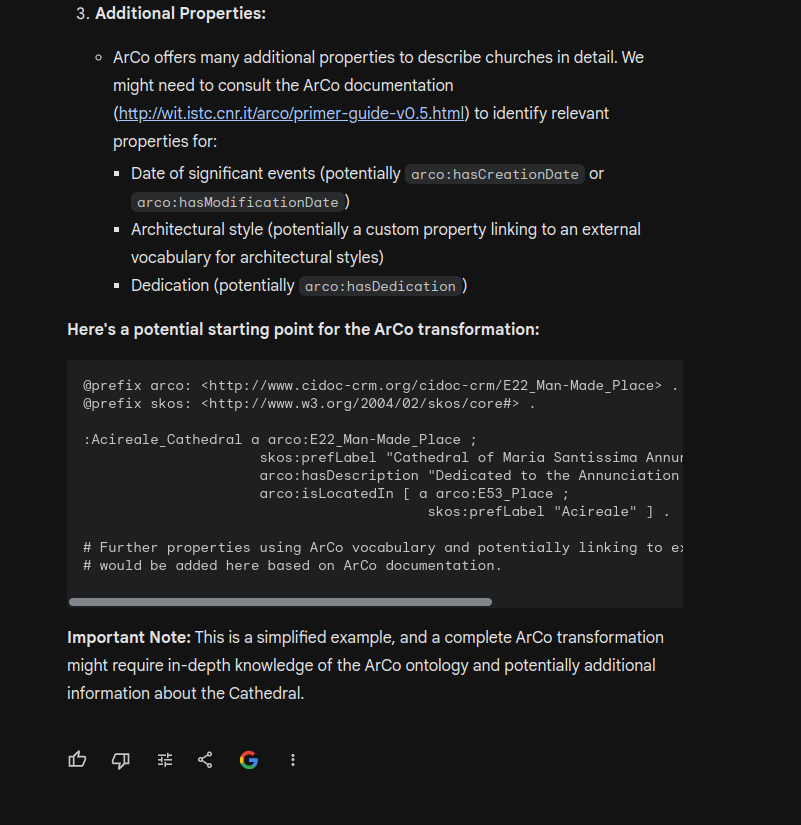 3. Additional Properties:
ArCo offers many additional properties to describe churches in detail. We
might need to consult the ArCo documentation
(http://wit.istc.cnr.it/arco/primer-guide-v0.5.html) to identify relevant
properties for:
Date of significant events (potentially arco:hasCreationDate or
arco:hasModificationDate)
Architectural style (potentially a custom property linking to an external
vocabulary for architectural styles)
Dedication (potentially arco:hasDedication)
Here's a potential starting point for the ArCo transformation:
@prefix arco: <http://www.cidoc-crm.org/cidoc-crm/E22_Man-Made_Place> .
@prefix skos: <http://www.w3.org/2004/02/skos/core#> .
:Acireale_Cathedral a arco:E22_Man-Made_Place ;
skos:prefLabel "Cathedral of Maria Santissima Annu
arco:hasDescription "Dedicated to the Annunciation
arco:isLocatedIn [ a arco:E53_Place ;
skos:prefLabel "Acireale" ] .
# Further properties using ArCo vocabulary and potentially linking to e
# would be added here based on ArCo documentation.
Important Note: This is a simplified example, and a complete ArCo transformation
might require in-depth knowledge of the ArCo ontology and potentially additional
information about the Cathedral.